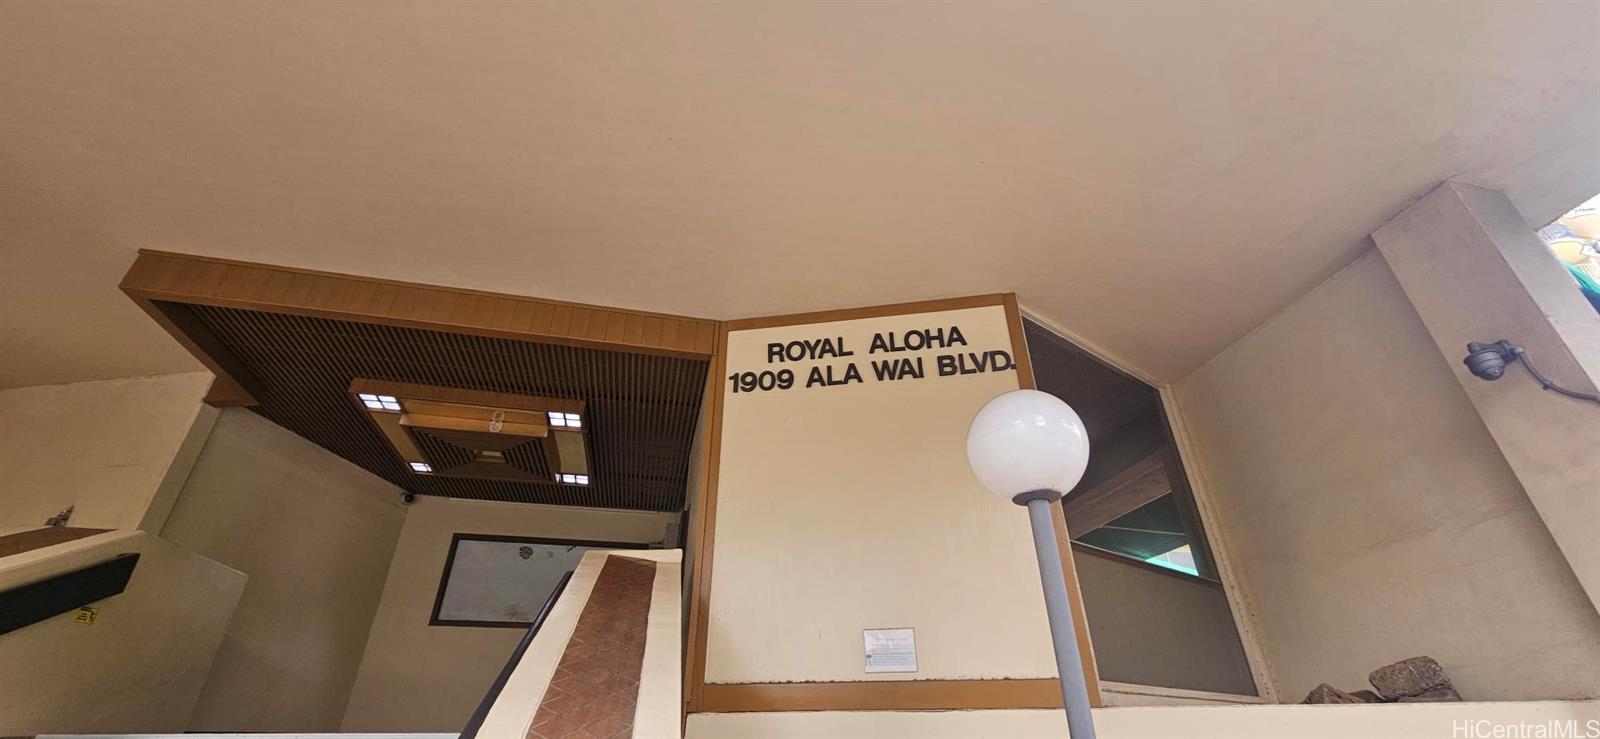 ROYAL ALOHA
1909 ALA WAI BLVD.
HiCentralMLS